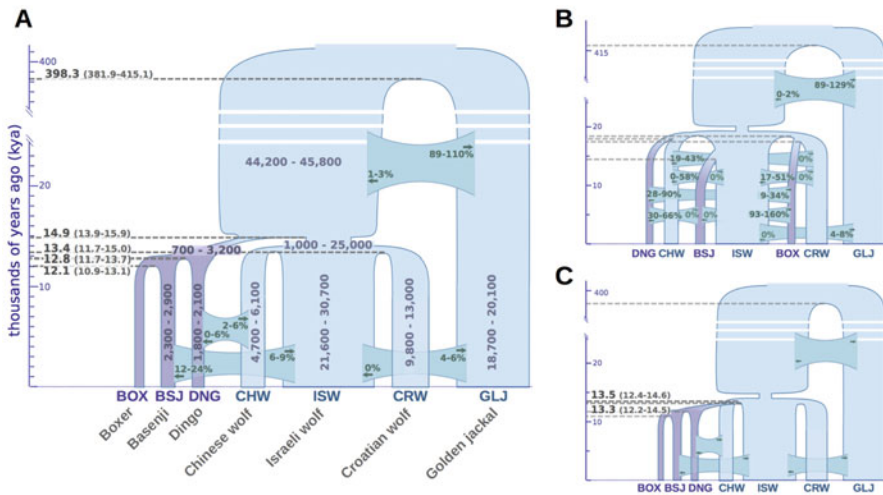 A
thousands of years ago (kya)
400
398.3 (381.9-415.1)
44,200 - 45,800
89-110%
1-3%
20
14.9 (13.9-15.9)
13.4 (11.7-15.0)
12.8 (11.7-13.7)
12.1 (10.9-13.1)
700 - 3,200
1,000 - 25,000
10
2,300 - 2,900
1,800 - 2,100
2-6%
0-6%
4,700 - 6,100
12-24%
6-9%
21,600 - 30,700
0%
9,800 - 13,000
4-6%
18,700 - 20,100
BOX BSJ DNG CHW ISW CRW GLJ
Boxer
Basenji
Dingo
Chinese wolf
Israeli wolf
Croatian wolf
Golden jackal
B
415
89-129%
0-2%
20
19-43%
0%
0-58%
0%
17-51%
0%
10
28-90%
9-34%
30-66%
0%
0%
93-160%
0%
4-8%
DNG CHW BSJ ISW BOX CRW GLJ
C
400
20
13.5 (12.4-14.6)
13.3 (12.2-14.5)
10
BOX BSJ DNG CHW ISW CRW GLJ